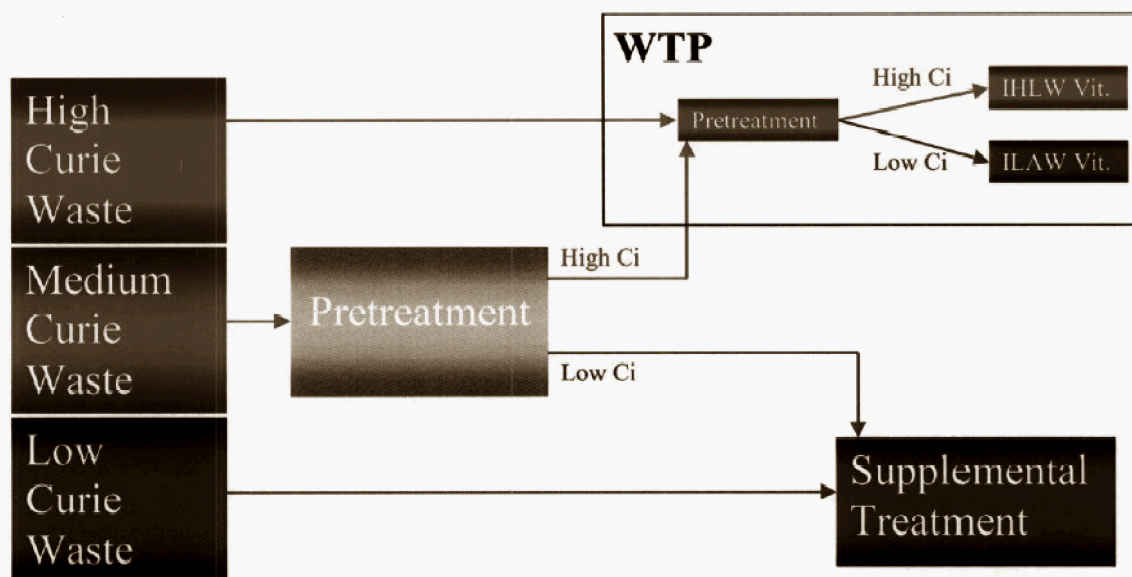 WTP
High Ci
IHLW Vit.
Pretreatment
Low Ci
ILAW Vit.
High
Curie
Waste
Medium
Curie
Waste
Pretreatment
High Ci
Low Ci
Low
Curie
Waste
Supplemental
Treatment